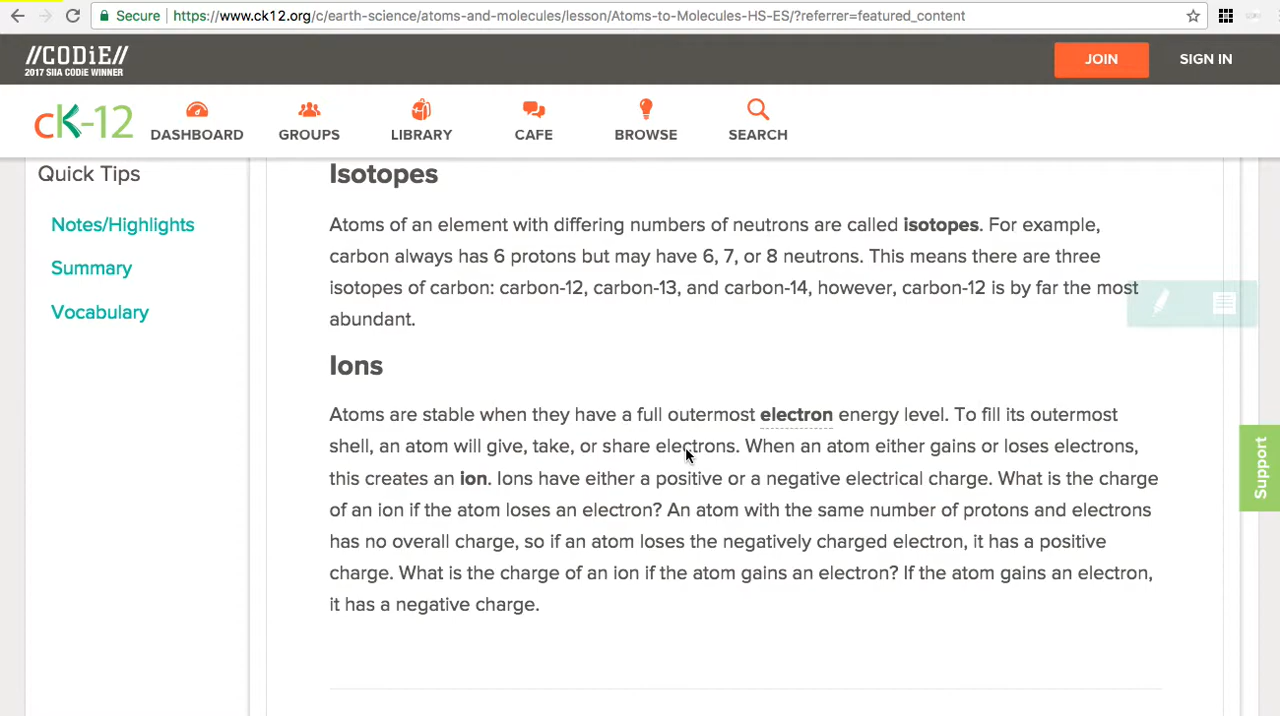 Secure
https://www.ck12.org/c/earth-science/atoms-and-molecules/lesson/Atoms-to-Molecules-HS-ES/?referrer=featured_content
//CODiE//
2017 SIIA CODiE WINNER
JOIN
SIGN IN
cK-12
DASHBOARD
GROUPS
LIBRARY
CAFE
BROWSE
SEARCH
Quick Tips
Notes/Highlights
Summary
Vocabulary
Isotopes
Atoms of an element with differing numbers of neutrons are called isotopes. For example,
carbon always has 6 protons but may have 6, 7, or 8 neutrons. This means there are three
isotopes of carbon: carbon-12, carbon-13, and carbon-14, however, carbon-12 is by far the most
abundant.
Ions
Atoms are stable when they have a full outermost electron energy level. To fill its outermost
shell, an atom will give, take, or share electrons. When an atom either gains or loses electrons,
this creates an ion. Ions have either a positive or a negative electrical charge. What is the charge
of an ion if the atom loses an electron? An atom with the same number of protons and electrons
has no overall charge, so if an atom loses the negatively charged electron, it has a positive
charge. What is the charge of an ion if the atom gains an electron? If the atom gains an electron,
it has a negative charge.
Support